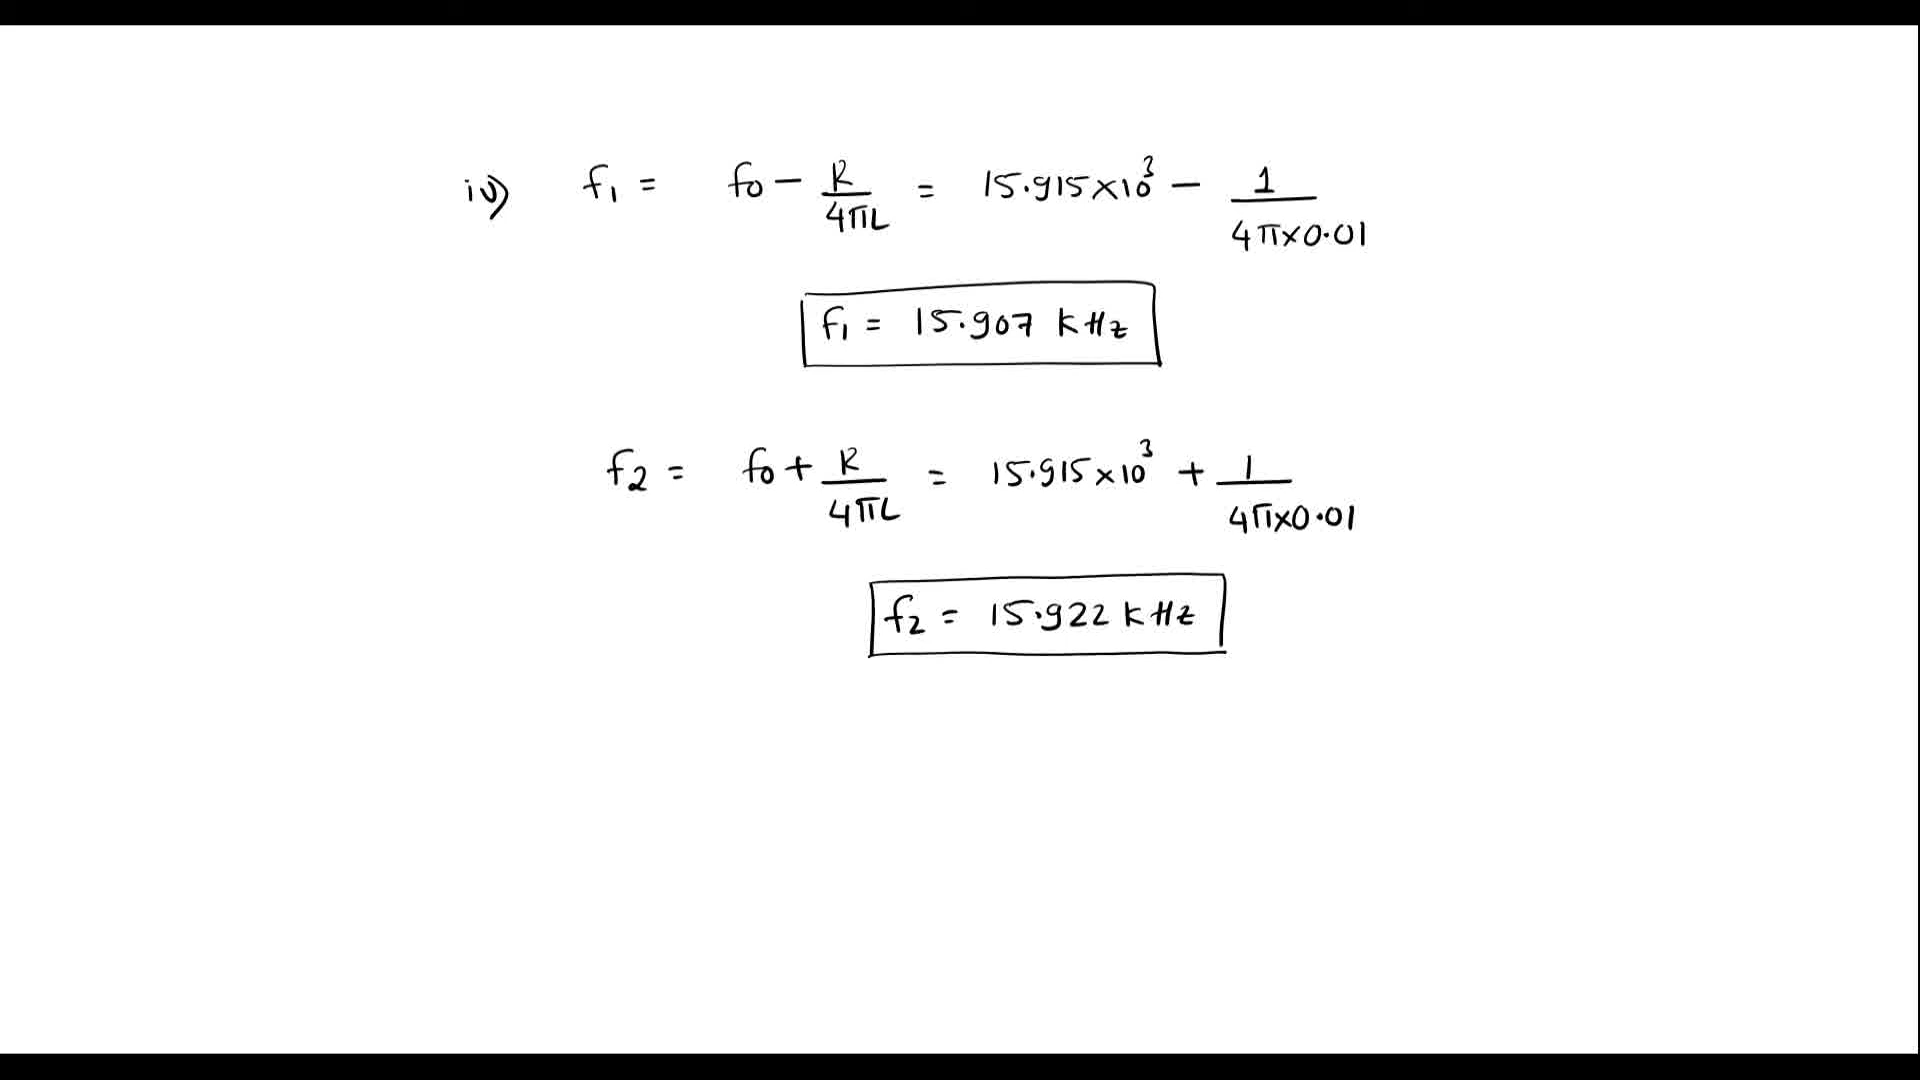 iv) f₁ = f₀ − R/4πL = 15.915×10³ − 1/4π×0.01
f₁ = 15.907 kHz
f₂ = f₀ + R/4πL = 15.915×10³ + 1/4π×0.01
f₂ = 15.922 kHz